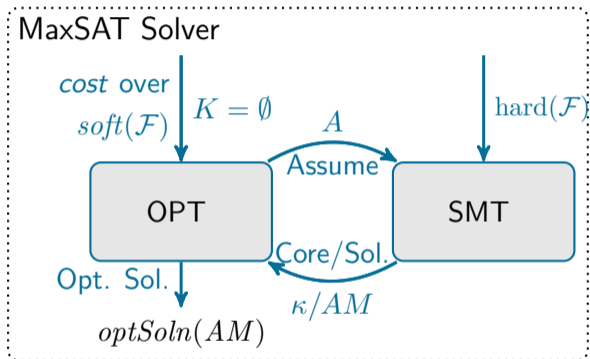 MaxSAT Solver
cost over
soft(𝓕)
K = ∅
hard(𝓕)
A
Assume
OPT
SMT
Core/Sol.
κ/AM
Opt. Sol.
optSoln(AM)